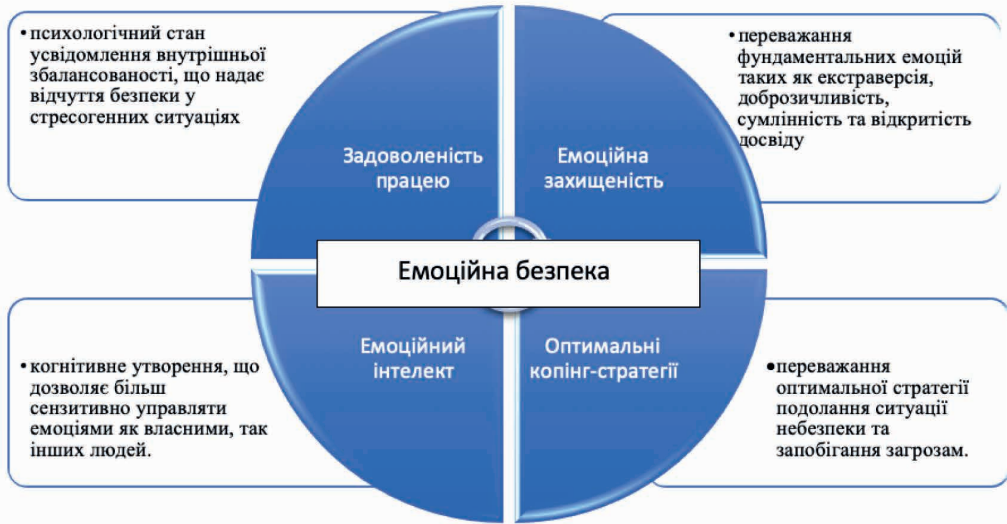 •психологічний стан
усвідомлення внутрішньої
збалансованості, що надає
відчуття безпеки у
стресогенних ситуаціях
•переважання
фундаментальних емоцій
таких як екстраверсія,
доброзичливість,
сумлінність та відкритість
досвіду
Задоволеність
працею
Емоційна
захищеність
Емоційна безпека
Емоційний
інтелект
Оптимальні
копінг-стратегії
•когнітивне утворення, що
дозволяє більш
сензитивно управляти
емоціями як власними, так
інших людей.
•переважання
оптимальної стратегії
подолання ситуації
небезпеки та
запобігання загрозам.